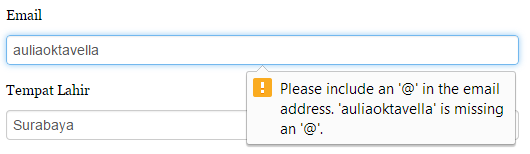 Email
auliaoktavella
Please include an '@' in the email
address. 'auliaoktavella' is missing
an '@'.
Tempat Lahir
Surabaya